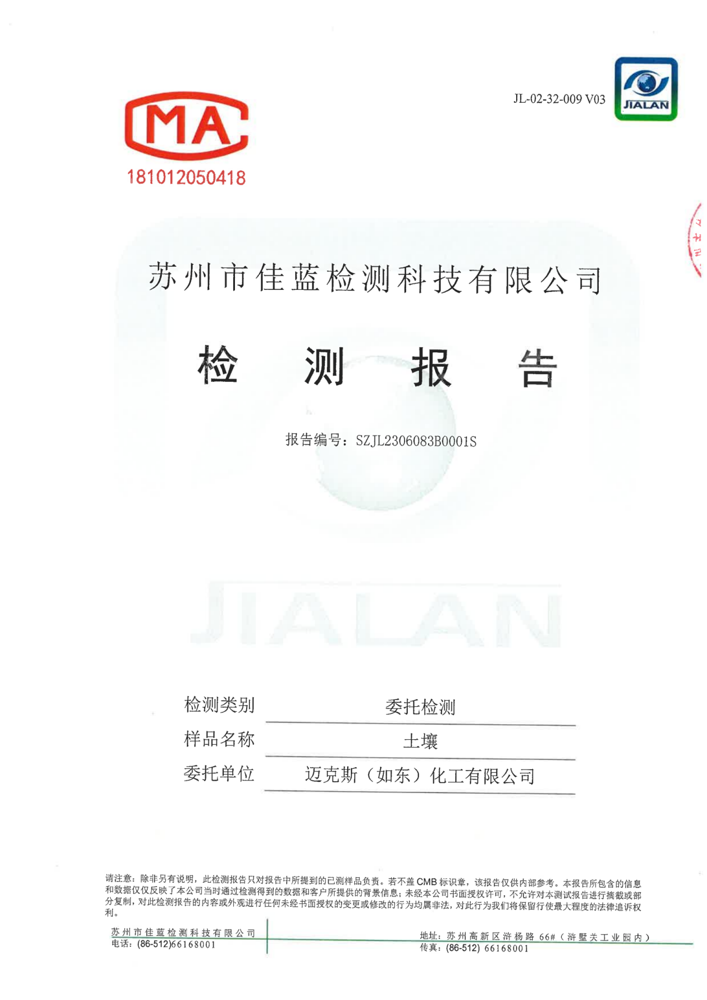 JL-02-32-009 V03
JIALAN
MA
181012050418
苏州市佳蓝检测科技有限公司
检测报告
报告编号：SZJL2306083B0001S
JIALAN
检测类别 委托检测
样品名称 土壤
委托单位 迈克斯（如东）化工有限公司
请注意：除非另有说明，此检测报告只对报告中所提到的已测样品负责。若不盖 CMB 标识章，该报告仅供内部参考。本报告所包含的信息
和数据仅仅反映了本公司当时通过检测得到的数据和客户所提供的背景信息；未经本公司书面授权许可，不允许对本测试报告进行摘截或部
分复制，对此检测报告的内容或外观进行任何未经书面授权的变更或修改的行为均属非法，对此行为我们将保留行使最大程度的法律追诉权
利。
苏州市佳蓝检测科技有限公司
电话：(86-512)66168001
地址：苏州高新区浒杨路 66#（浒墅关工业园内）
传真：(86-512) 66168001